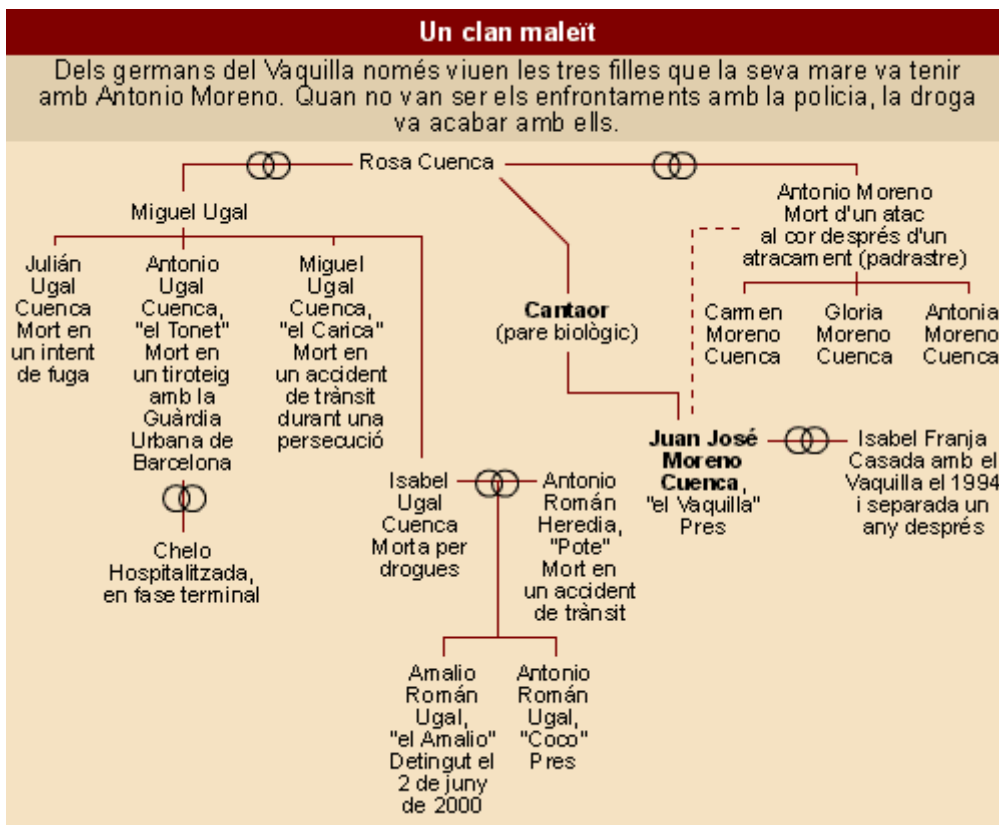 Un clan maleït
Dels germans del Vaquilla només viuen les tres filles que la seva mare va tenir
amb Antonio Moreno. Quan no van ser els enfrontaments amb la policia, la droga
va acabar amb ells.
Rosa Cuenca
Miguel Ugal
Antonio Moreno
Mort d'un atac
al cor després d'un
atracament (padrastre)
Julián
Ugal
Cuenca
Mort en
un intent
de fuga
Antonio
Ugal
Cuenca,
"el Tonet"
Mort en
un tiroteig
amb la
Guàrdia
Urbana de
Barcelona
Miguel
Ugal
Cuenca,
"el Carica"
Mort en
un accident
de trànsit
durant una
persecució
Cantaor
(pare biològic)
Carmen
Moreno
Cuenca
Gloria
Moreno
Cuenca
Antonia
Moreno
Cuenca
Chelo
Hospitalitzada,
en fase terminal
Isabel
Ugal
Cuenca
Morta per
drogues
Antonio
Román
Heredia,
"Pote"
Mort en
un accident
de trànsit
Juan José
Moreno
Cuenca,
"el Vaquilla"
Pres
Isabel Franja
Casada amb el
Vaquilla el 1994
i separada un
any després
Amalio
Román
Ugal,
"el Amalio"
Detingut el
2 de juny
de 2000
Antonio
Román
Ugal,
"Coco"
Pres